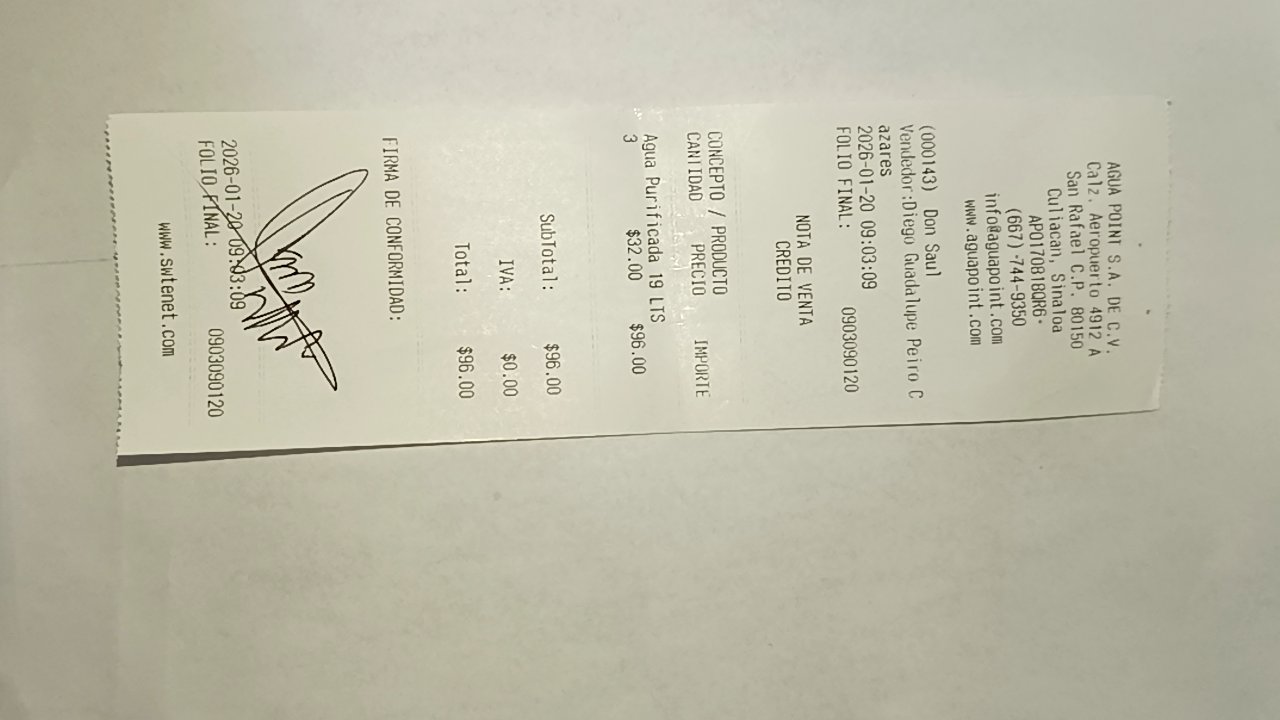 AGUA POINT S.A. DE C.V.
Calz. Aeropuerto 4912 A
San Rafael C.P. 80150
Culiacan, Sinaloa
APO170818QR6
(667)-744-9350
info@aguapoint.com
www.aguapoint.com
(000143) Don Saul
Vendedor:Diego Guadalupe Peiro C
azares
2026-01-20 09:03:09
FOLIO FINAL: 0903090120
NOTA DE VENTA
CREDITO
CONCEPTO / PRODUCTO
CANTIDAD PRECIO IMPORTE
Agua Purificada 19 LTS
3 $32.00 $96.00
SubTotal: $96.00
IVA: $0.00
Total: $96.00
FIRMA DE CONFORMIDAD:
2026-01-20 09:03:09
FOLIO FINAL: 0903090120
www.switenet.com